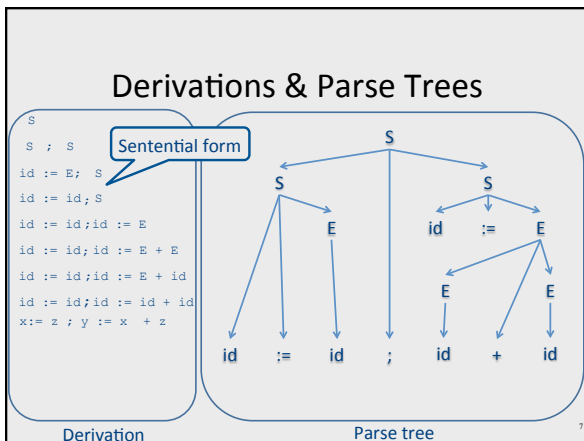 Derivations & Parse Trees
S
S ; S
id := E; S
id := id; S
id := id;id := E
id := id; id := E + E
id := id;id := E + id
id := id;id := id + id
x:= z ; y := x + z
Sentential form
Derivation
S
S S
E id := E
E E
id := id ; id + id
Parse tree
7